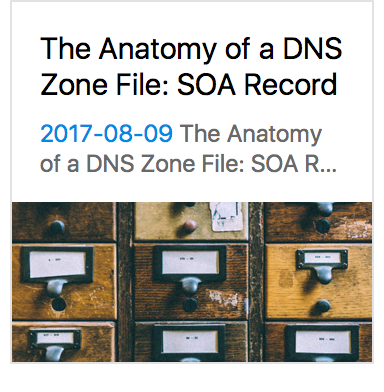 The Anatomy of a DNS
Zone File: SOA Record
2017-08-09 The Anatomy
of a DNS Zone File: SOA R...